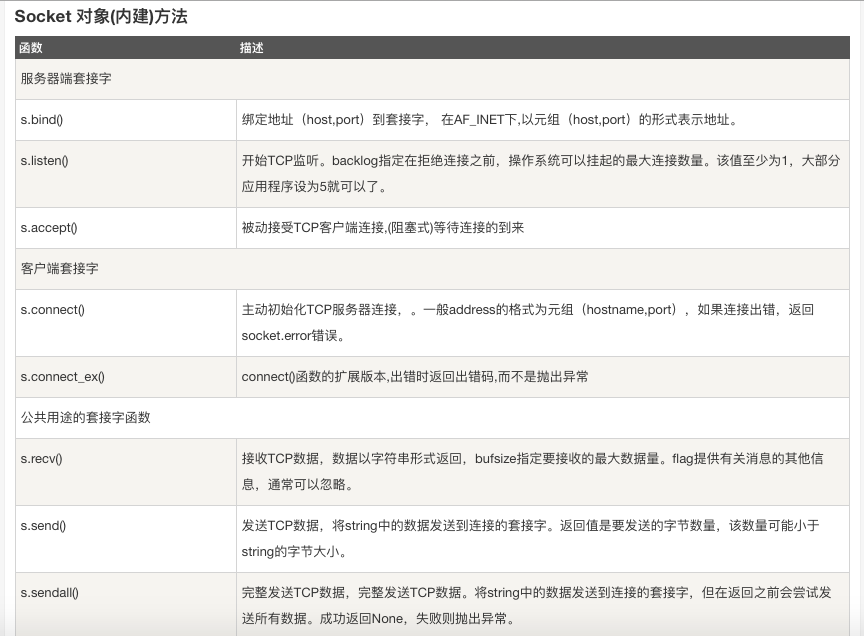 Socket 对象(内建)方法
函数 描述
服务器端套接字
s.bind() 绑定地址（host,port）到套接字， 在AF_INET下,以元组（host,port）的形式表示地址。
s.listen() 开始TCP监听。backlog指定在拒绝连接之前，操作系统可以挂起的最大连接数量。该值至少为1，大部分
应用程序设为5就可以了。
s.accept() 被动接受TCP客户端连接,(阻塞式)等待连接的到来
客户端套接字
s.connect() 主动初始化TCP服务器连接，。一般address的格式为元组（hostname,port），如果连接出错，返回
socket.error错误。
s.connect_ex() connect()函数的扩展版本,出错时返回出错码,而不是抛出异常
公共用途的套接字函数
s.recv() 接收TCP数据，数据以字符串形式返回，bufsize指定要接收的最大数据量。flag提供有关消息的其他信
息，通常可以忽略。
s.send() 发送TCP数据，将string中的数据发送到连接的套接字。返回值是要发送的字节数量，该数量可能小于
string的字节大小。
s.sendall() 完整发送TCP数据，完整发送TCP数据。将string中的数据发送到连接的套接字，但在返回之前会尝试发
送所有数据。成功返回None，失败则抛出异常。